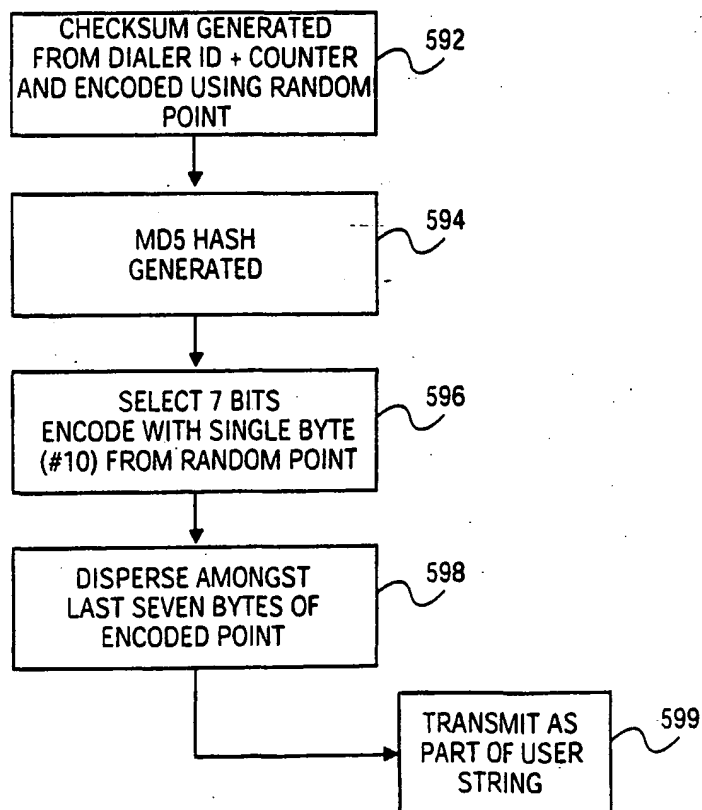 CHECKSUM GENERATED
FROM DIALER ID + COUNTER
AND ENCODED USING RANDOM
POINT
592
MD5 HASH
GENERATED
594
SELECT 7 BITS
ENCODE WITH SINGLE BYTE
(#10) FROM RANDOM POINT
596
DISPERSE AMONGST
LAST SEVEN BYTES OF
ENCODED POINT
598
TRANSMIT AS
PART OF USER
STRING
599